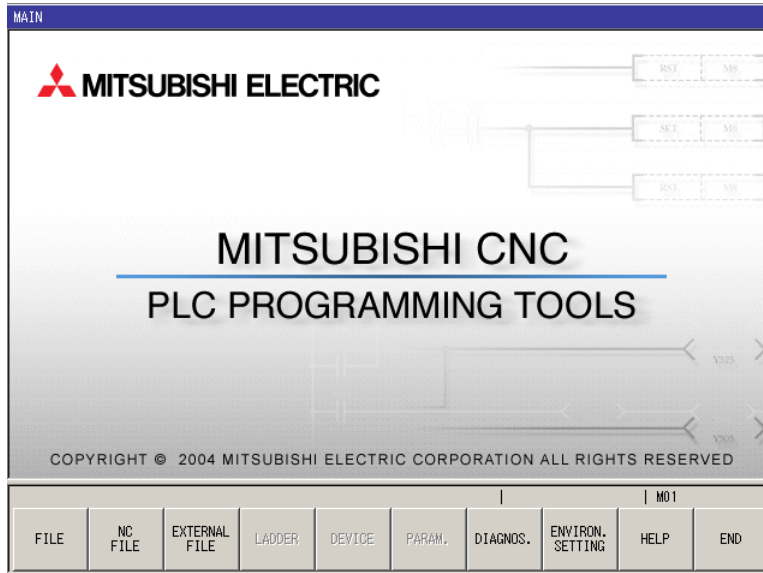 MAIN
MITSUBISHI ELECTRIC
RST M8
SET M6
RST M8
MITSUBISHI CNC
PLC PROGRAMMING TOOLS
COPYRIGHT © 2004 MITSUBISHI ELECTRIC CORPORATION ALL RIGHTS RESERVED
M01
FILE
NC
FILE
EXTERNAL
FILE
LADDER
DEVICE
PARAM.
DIAGNOS.
ENVIRON.
SETTING
HELP
END